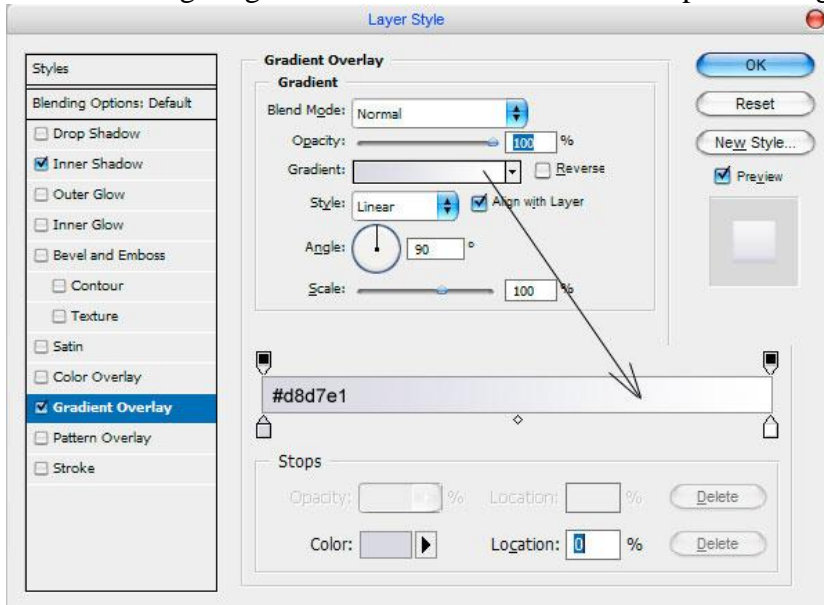 Layer Style
Styles
Blending Options: Default
Drop Shadow
Inner Shadow
Outer Glow
Inner Glow
Bevel and Emboss
Contour
Texture
Satin
Color Overlay
Gradient Overlay
Pattern Overlay
Stroke
Gradient Overlay
Gradient
Blend Mode: Normal
Opacity: 100 %
Gradient: Reverse
Style: Linear Align with Layer
Angle: 90 °
Scale: 100 %
#d8d7e1
Stops
Opacity: % Location: % Delete
Color: Location: 0 % Delete
OK
Reset
New Style...
Preview